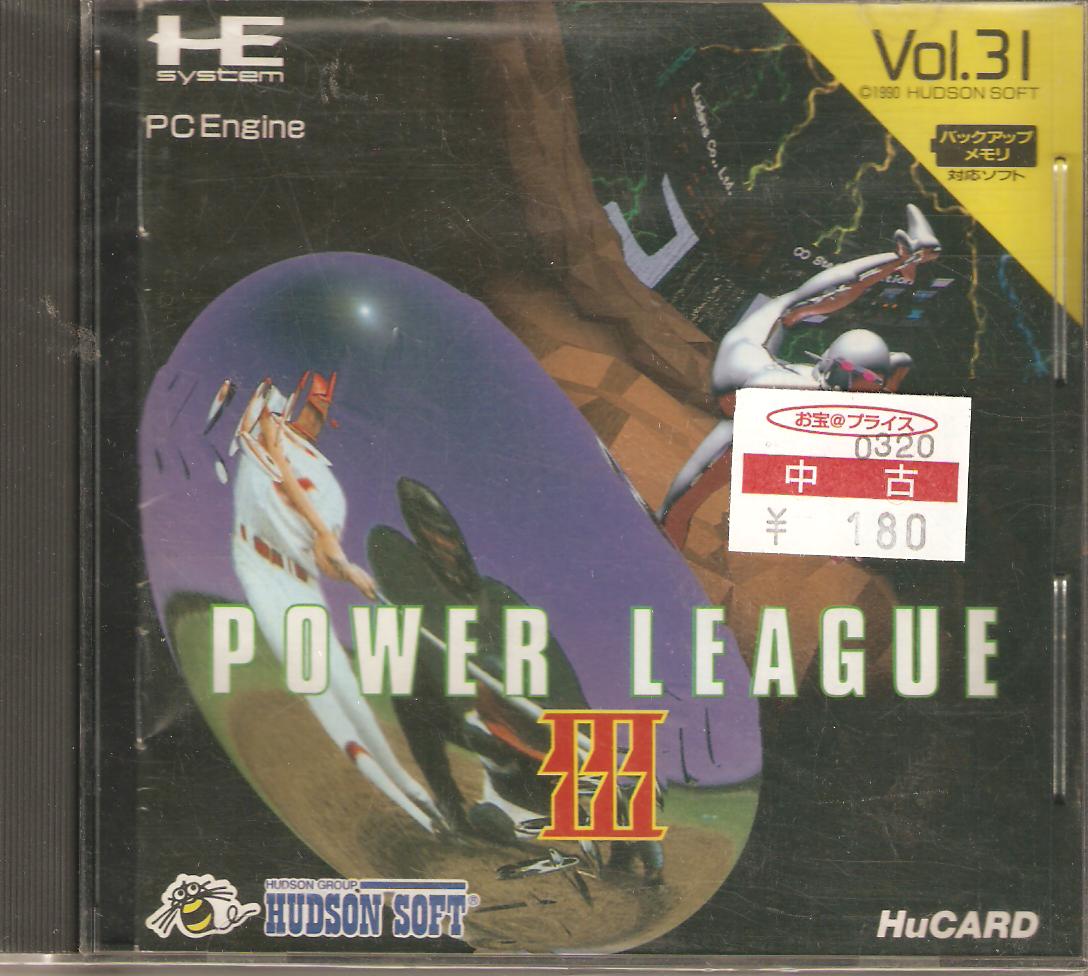 HE
system
PC Engine
Vol.31
©1990 HUDSON SOFT
バックアップ
メモリ
対応ソフト
お宝@プライス
0320
中古
¥ 180
POWER LEAGUE
III
HUDSON GROUP
HUDSON SOFT®
HuCARD